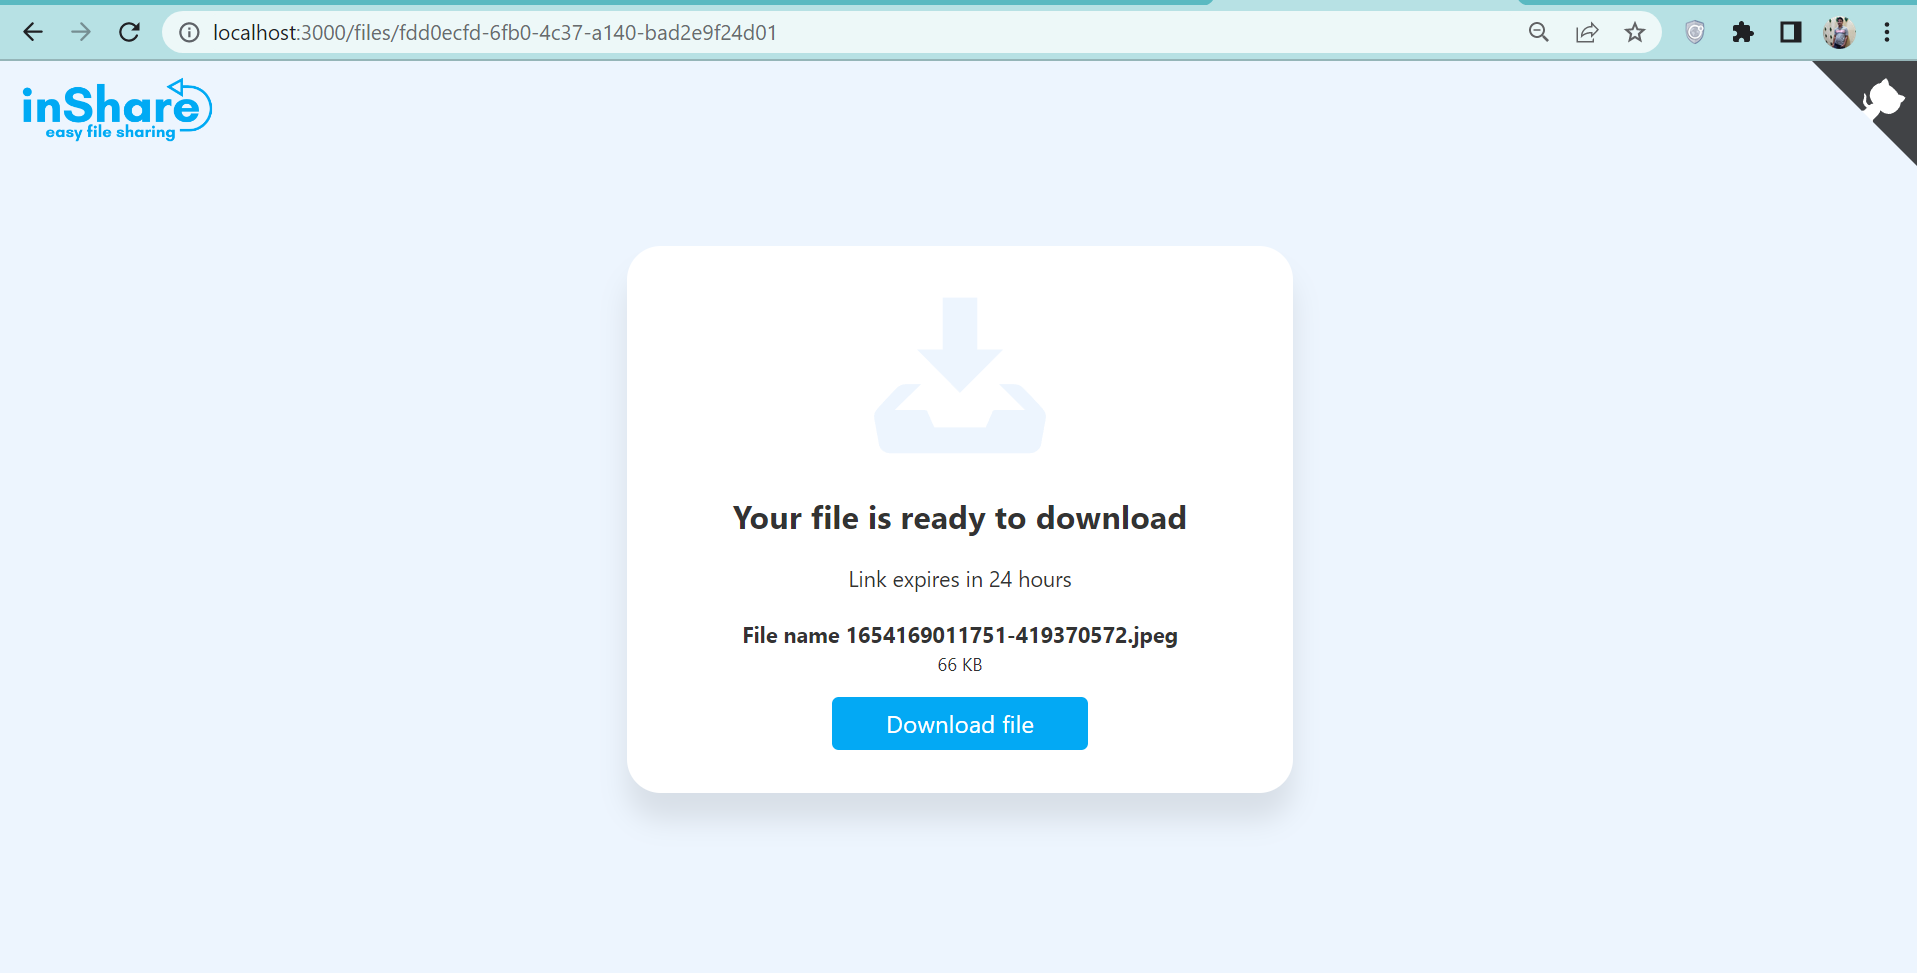 localhost:3000/files/fdd0ecfd-6fb0-4c37-a140-bad2e9f24d01
inShare
easy file sharing
Your file is ready to download
Link expires in 24 hours
File name 1654169011751-419370572.jpeg
66 KB
Download file